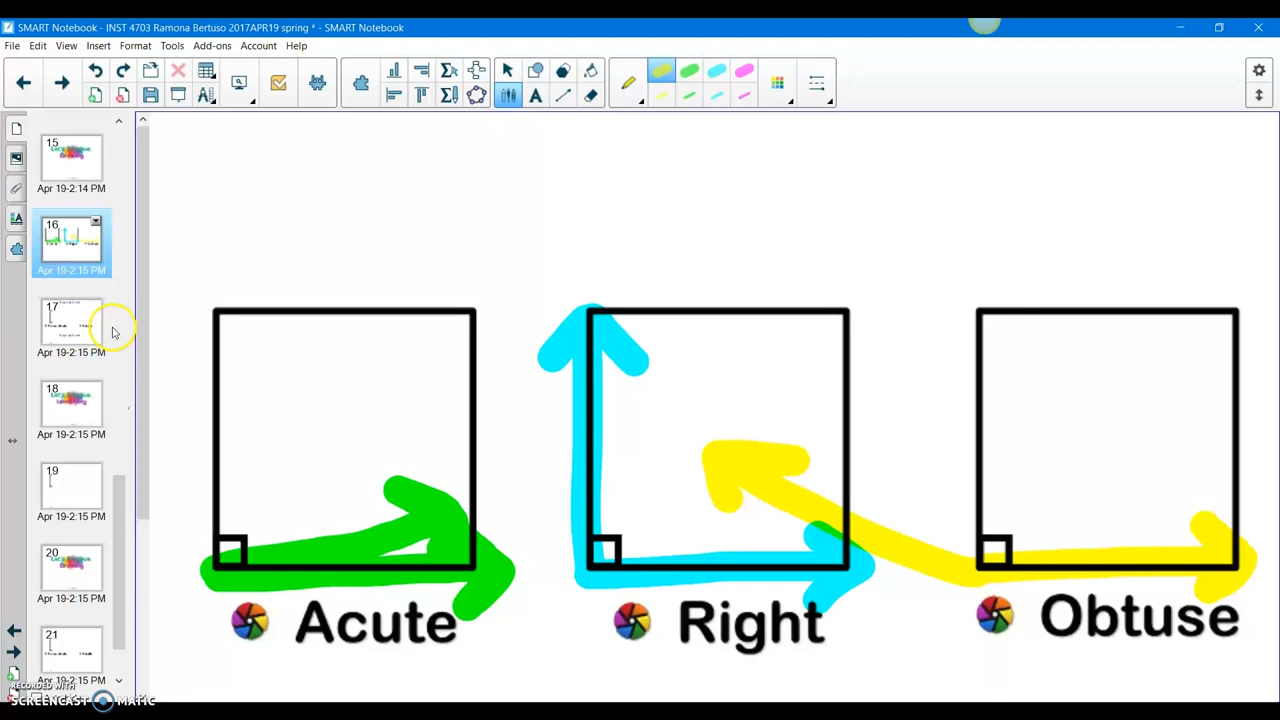 SMART Notebook - INST 4703 Ramona Bertuso 2017APR19 spring * - SMART Notebook
File Edit View Insert Format Tools Add-ons Account Help
15
Apr 19-2:14 PM
16
Apr 19-2:15 PM
17
Apr 19-2:15 PM
18
Apr 19-2:15 PM
19
Apr 19-2:15 PM
20
Apr 19-2:15 PM
21
Apr 19-2:15 PM
Acute
Right
Obtuse
RECORDED WITH
SCREENCAST MATIC